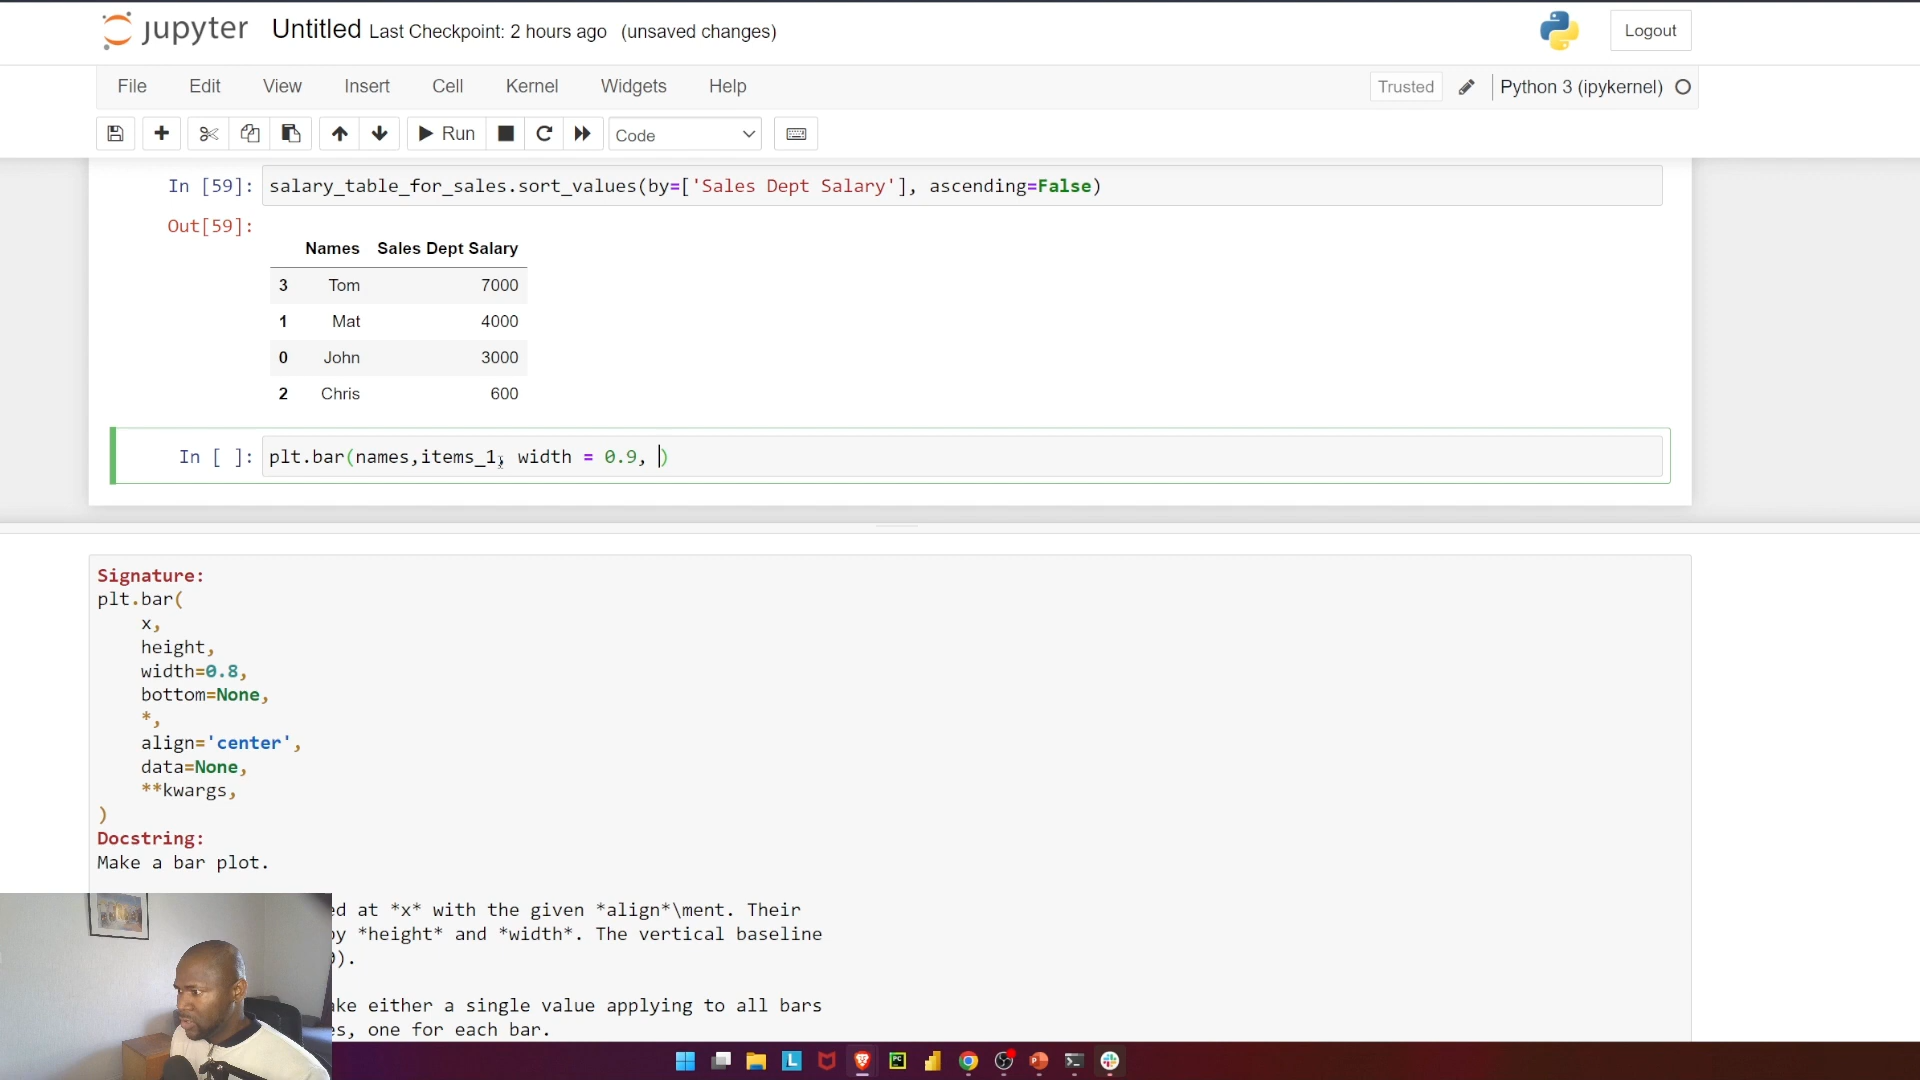 jupyter Untitled Last Checkpoint: 2 hours ago (unsaved changes) Logout
File Edit View Insert Cell Kernel Widgets Help Trusted Python 3 (ipykernel)
Run Code
In [59]: salary_table_for_sales.sort_values(by=['Sales Dept Salary'], ascending=False)
Out[59]:
Names Sales Dept Salary
3 Tom 7000
1 Mat 4000
0 John 3000
2 Chris 600
In [ ]: plt.bar(names,items_1, width = 0.9, )
Signature:
plt.bar(
x,
height,
width=0.8,
bottom=None,
*,
align='center',
data=None,
**kwargs,
)
Docstring:
Make a bar plot.
ed at *x* with the given *align*\ment. Their
by *height* and *width*. The vertical baseline
0).
ake either a single value applying to all bars
es, one for each bar.